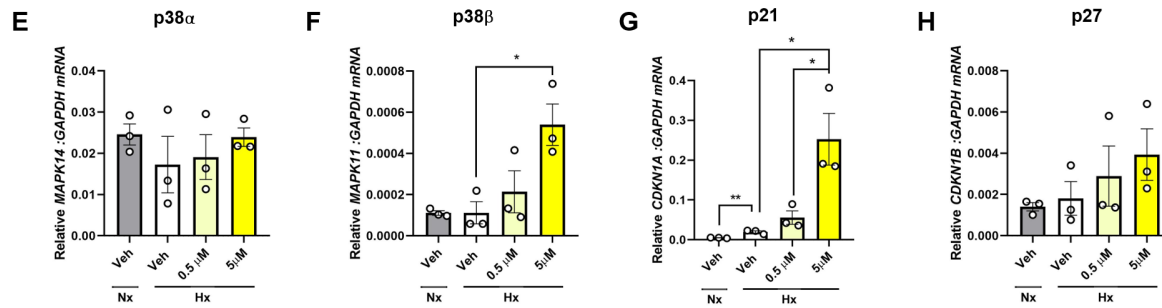 E
p38α
Relative MAPK14 :GAPDH mRNA
0.04
0.03
0.02
0.01
0.00
Veh
Veh
0.5 µM
5µM
Nx
Hx
F
p38β
Relative MAPK11 :GAPDH mRNA
0.0008
0.0006
0.0004
0.0002
0.0000
*
Veh
Veh
0.5 µM
5µM
Nx
Hx
G
p21
Relative CDKN1A :GAPDH mRNA
0.4
0.3
0.2
0.1
0.0
*
*
**
Veh
Veh
0.5 µM
5µM
Nx
Hx
H
p27
Relative CDKN1B :GAPDH mRNA
0.008
0.006
0.004
0.002
0.000
Veh
Veh
0.5 µM
5µM
Nx
Hx